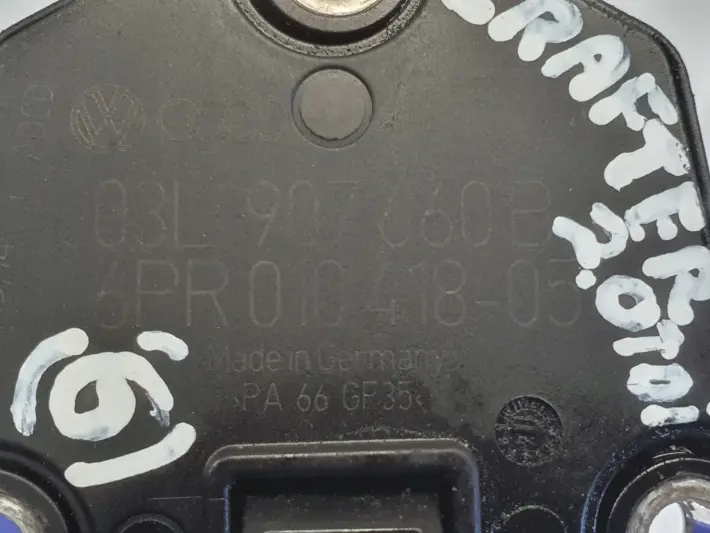 CRAFTER
2.0TDI
03L 907 660 B
6PR 010 418-05
Made in Germany
>PA 66 GF35<
(6)